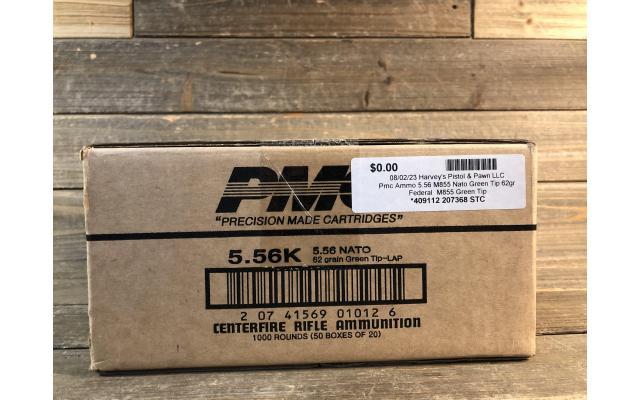 PMC
"PRECISION MADE CARTRIDGES"
$0.00
08/02/23 Harvey's Pistol & Pawn LLC
Pmc Ammo 5.56 M855 Nato Green Tip 62gr
Federal M855 Green Tip
*409112 207368 STC
5.56K 5.56 NATO
62 grain Green Tip-LAP
2 07 41569 01012 6
CENTERFIRE RIFLE AMMUNITION
1000 ROUNDS (50 BOXES OF 20)